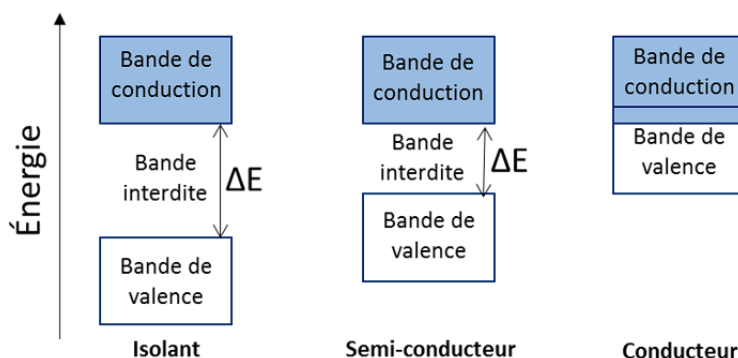 Énergie
Bande de
conduction
Bande
interdite
ΔE
Bande de
valence
Isolant
Bande de
conduction
Bande
interdite
ΔE
Bande de
valence
Semi-conducteur
Bande de
conduction
Bande de
valence
Conducteur